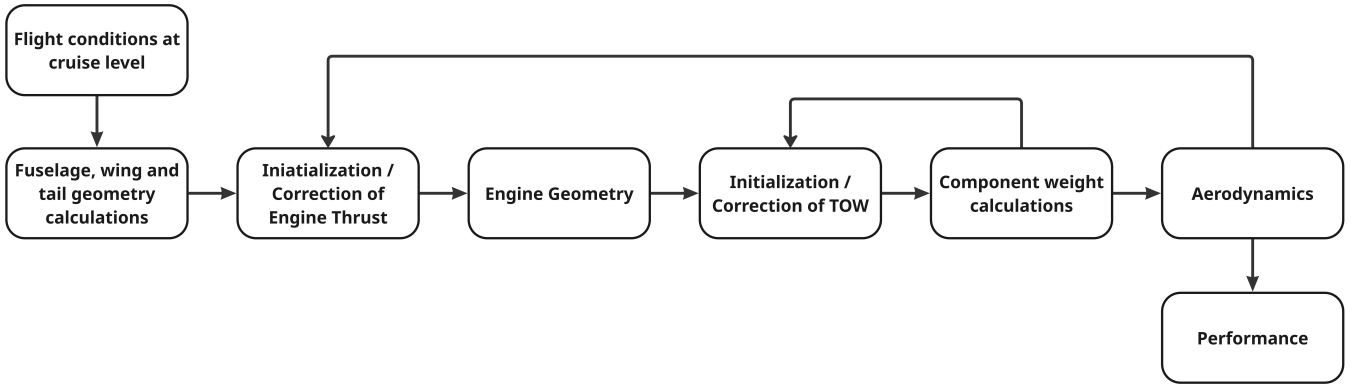 Flight conditions at
cruise level
Fuselage, wing and
tail geometry
calculations
Iniatialization /
Correction of
Engine Thrust
Engine Geometry
Initialization /
Correction of TOW
Component weight
calculations
Aerodynamics
Performance